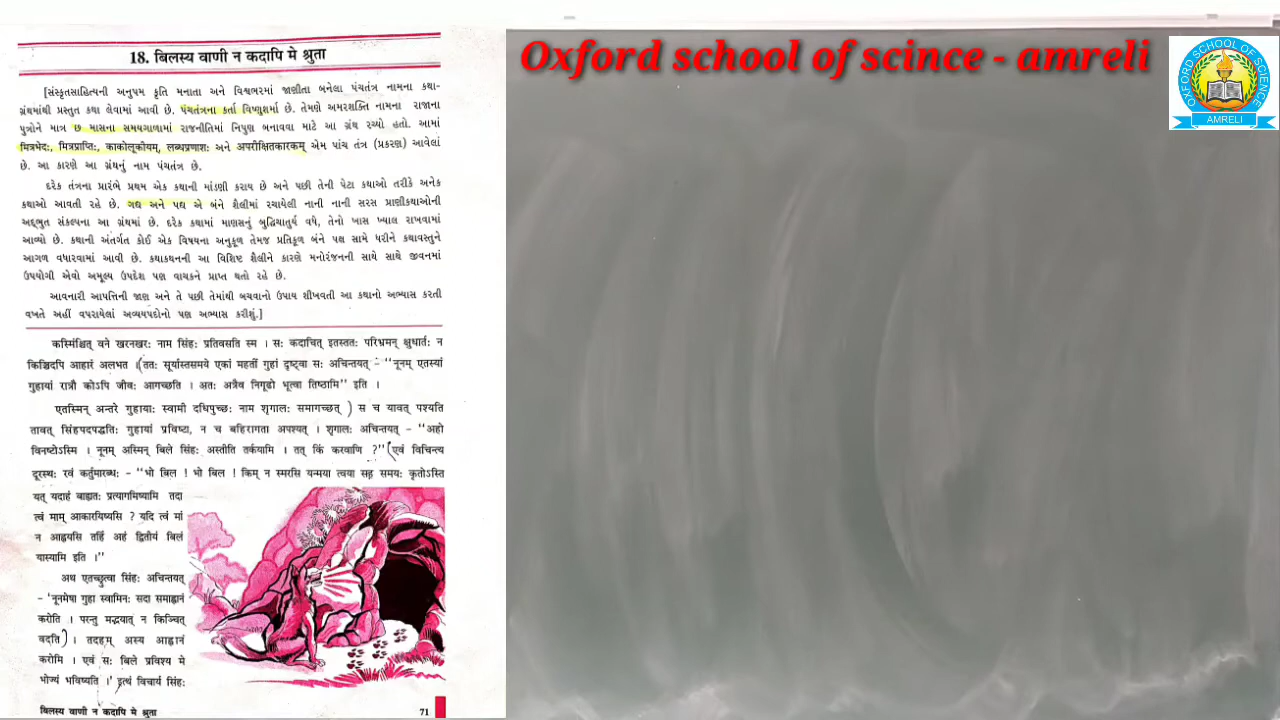 18. बिलस्य वाणी न कदापि मे श्रुता
[સંસ્કૃતસાહિત્યની અનુપમ કૃતિ મનાતા અને વિશ્વભરમાં જાણીતા બનેલા પંચતંત્ર નામના કથા-
ગ્રંથમાંથી પ્રસ્તુત કથા લેવામાં આવી છે. પંચતંત્રના કર્તા વિષ્ણુશર્મા છે. તેમણે અમરશક્તિ નામના રાજાના
પુત્રોને માત્ર છ માસના સમયગાળામાં રાજનીતિમાં નિપુણ બનાવવા માટે આ ગ્રંથ રચ્યો હતો. આમાં
मित्रभेदः, मित्रप्राप्तिः, काकोलूकीयम्, लब्धप्रणाशः અને अपरीक्षितकारकम् એમ પાંચ તંત્ર (પ્રકરણ) આવેલાં
છે. આ કારણે આ ગ્રંથનું નામ પંચતંત્ર છે.
દરેક તંત્રના પ્રારંભે પ્રથમ એક કથાની માંડણી કરાય છે અને પછી તેની પેટા કથાઓ તરીકે અનેક
કથાઓ આવતી રહે છે. ગદ્ય અને પદ્ય એ બંને શૈલીમાં રચાયેલી નાની નાની સરસ પ્રાણીકથાઓની
અદ્ભુત સંકલ્પના આ ગ્રંથમાં છે. દરેક કથામાં માણસનું બુદ્ધિચાતુર્ય વધે, તેનો ખાસ ખ્યાલ રાખવામાં
આવ્યો છે. કથાની અંતર્ગત કોઈ એક વિષયના અનુકૂળ તેમજ પ્રતિકૂળ બંને પક્ષ સામે ધરીને કથાવસ્તુને
આગળ વધારવામાં આવી છે. કથાકથનની આ વિશિષ્ટ શૈલીને કારણે મનોરંજનની સાથે સાથે જીવનમાં
ઉપયોગી એવો અમૂલ્ય ઉપદેશ પણ વાચકને પ્રાપ્ત થતો રહે છે.
આવનારી આપત્તિની જાણ અને તે પછી તેમાંથી બચવાનો ઉપાય શીખવતી આ કથાનો અભ્યાસ કરતી
વખતે અહીં વપરાયેલાં અવ્યયપદોનો પણ અભ્યાસ કરીશું.]
कस्मिंश्चित् वने खरनखरः नाम सिंहः प्रतिवसति स्म । सः कदाचित् इतस्ततः परिभ्रमन् क्षुधार्तः न
किञ्चिदपि आहारं अलभत ।(ततः सूर्यास्तसमये एकां महतीं गुहां दृष्ट्वा सः अचिन्तयत् – "नूनम् एतस्यां
गुहायां रात्रौ कोऽपि जीवः आगच्छति । अतः अत्रैव निगूढो भूत्वा तिष्ठामि" इति ।
एतस्मिन् अन्तरे गुहायाः स्वामी दधिपुच्छः नाम शृगालः समागच्छत् ) स च यावत् पश्यति
तावत् सिंहपदपद्धतिः गुहायां प्रविष्टा, न च बहिरागता अपश्यत् । शृगालः अचिन्तयत् – "अहो
विनष्टोऽस्मि । नूनम् अस्मिन् बिले सिंहः अस्तीति तर्कयामि । तत् किं करवाणि ?"(एवं विचिन्त्य
दूरस्थः रवं कर्तुमारब्धः – "भो बिल ! भो बिल ! किम् न स्मरसि यन्मया त्वया सह समयः कृतोऽस्ति
यत् यदाहं बाह्यतः प्रत्यागमिष्यामि तदा
त्वं माम् आकारयिष्यसि ? यदि त्वं मां
न आह्वयसि तर्हि अहं द्वितीयं बिलं
यास्यामि इति ।"
अथ एतच्छ्रुत्वा सिंहः अचिन्तयत्
– 'नूनमेषा गुहा स्वामिनः सदा समाह्वानं
करोति । परन्तु मद्भयात् न किञ्चित्
वदति) । तदहम् अस्य आह्वानं
करोमि । एवं सः बिले प्रविश्य मे
भोज्यं भविष्यति ।' इत्थं विचार्य सिंहः
बिलस्य वाणी न कदापि मे श्रुता 71
Oxford school of scince - amreli
OXFORD SCHOOL OF SCIENCE
AMRELI